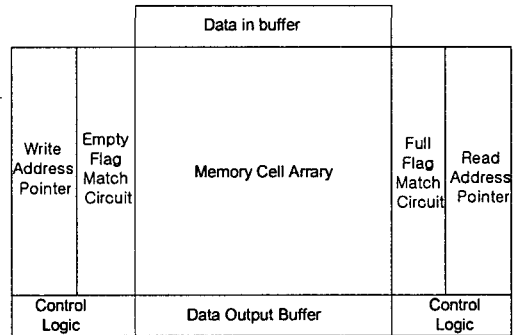 Data in buffer
Write
Address
Pointer
Empty
Flag
Match
Circuit
Memory Cell Arrary
Full
Flag
Match
Circuit
Read
Address
Pointer
Control
Logic
Data Output Buffer
Control
Logic